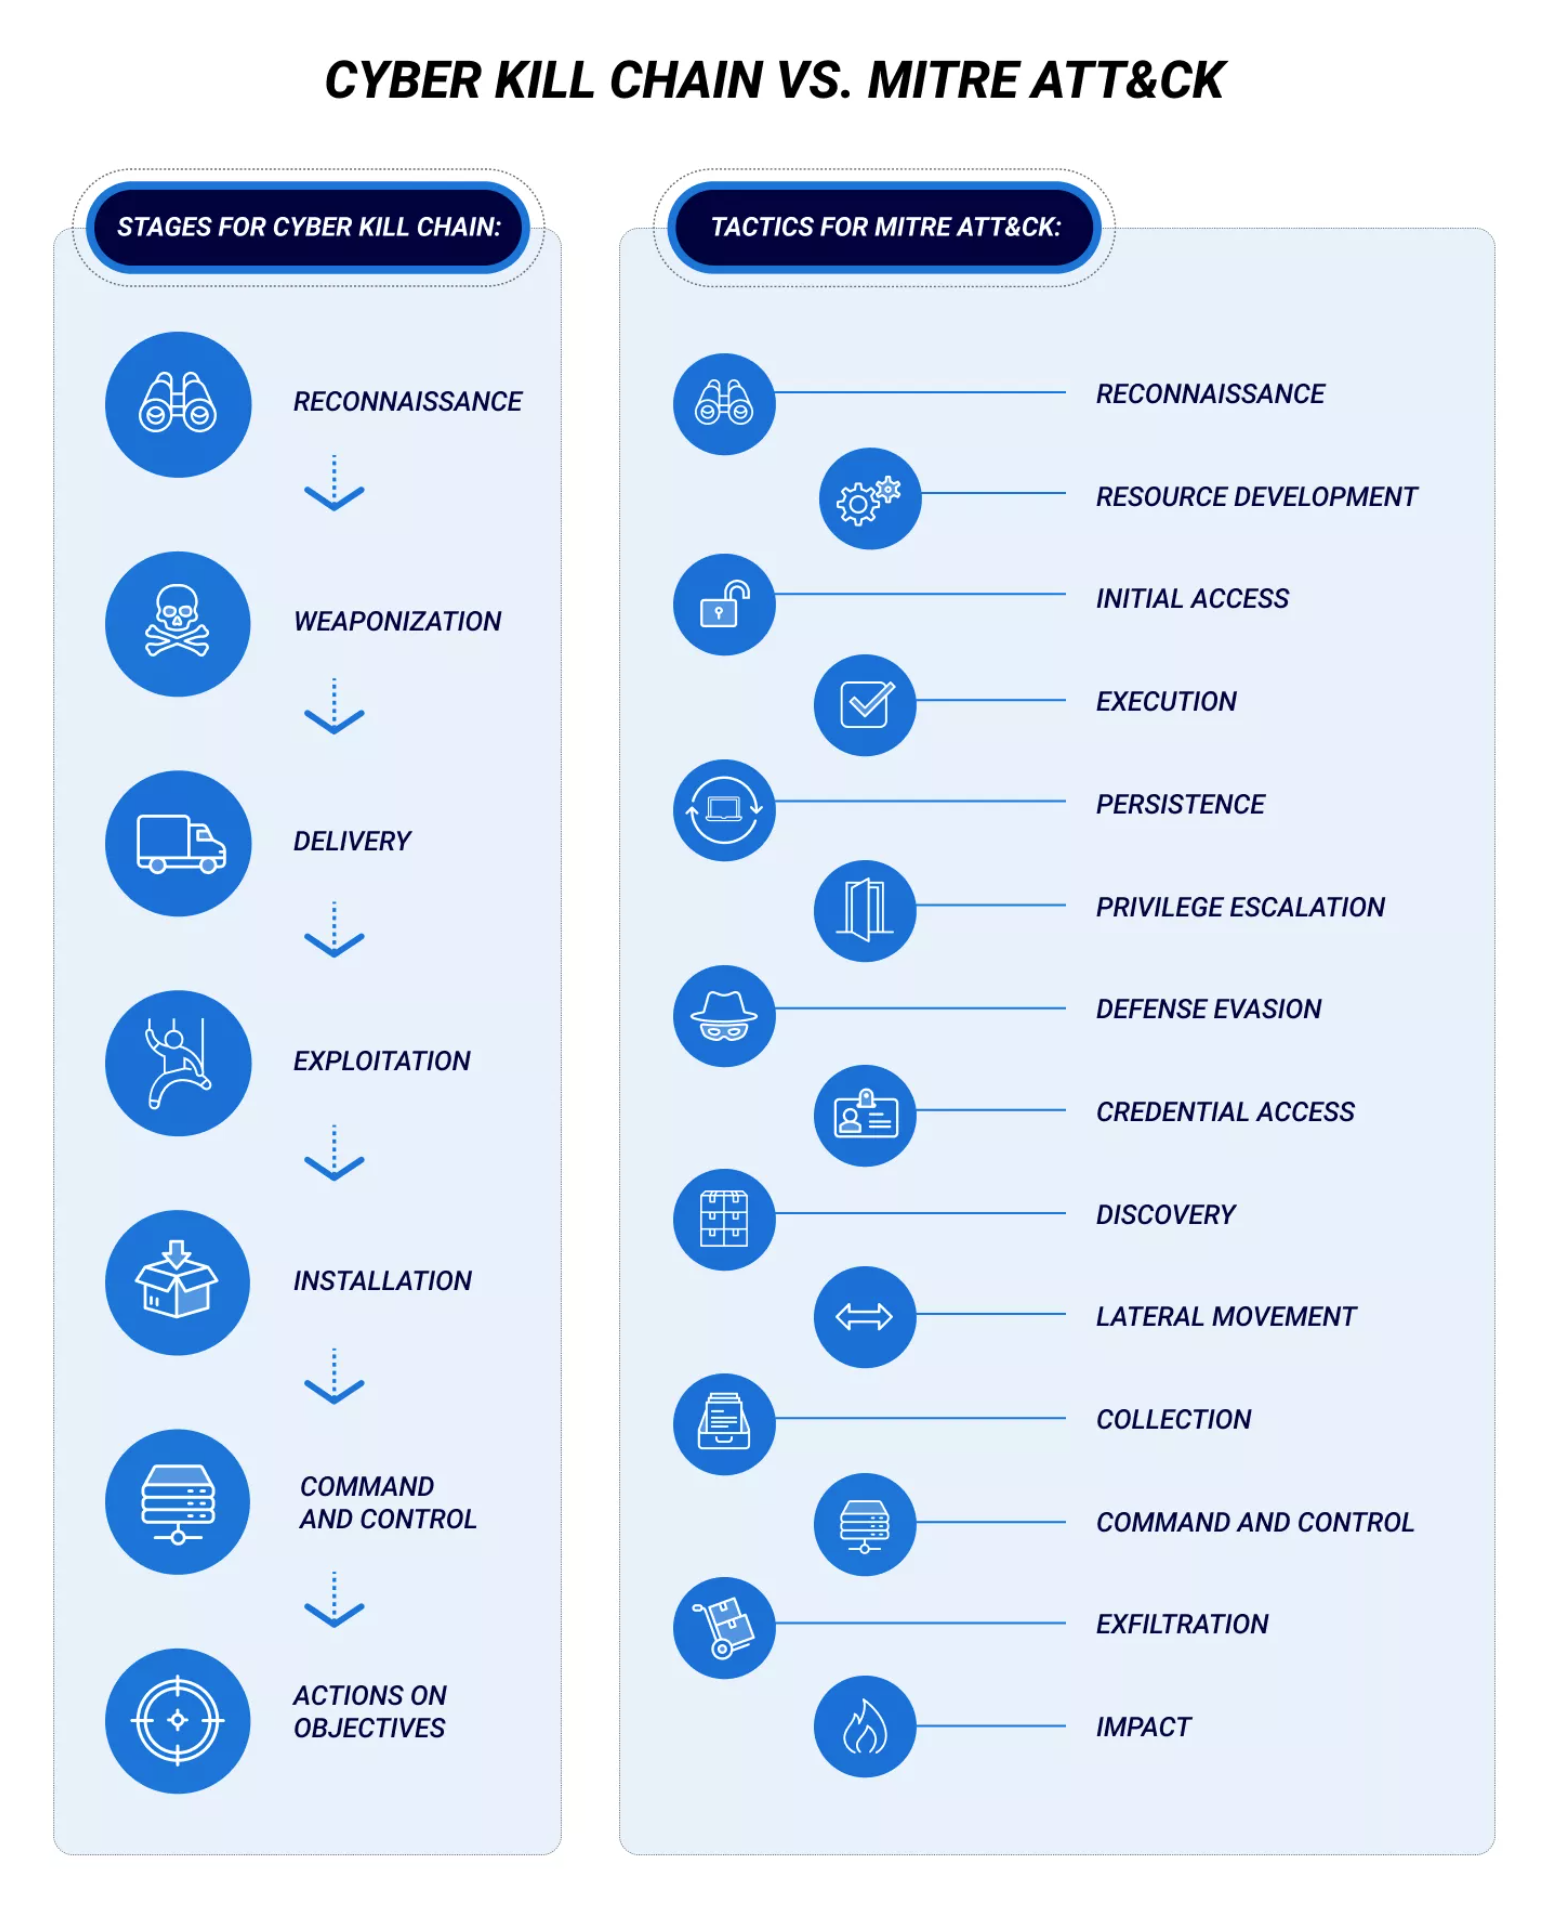 CYBER KILL CHAIN VS. MITRE ATT&CK
STAGES FOR CYBER KILL CHAIN:
RECONNAISSANCE
WEAPONIZATION
DELIVERY
EXPLOITATION
INSTALLATION
COMMAND
AND CONTROL
ACTIONS ON
OBJECTIVES
TACTICS FOR MITRE ATT&CK:
RECONNAISSANCE
RESOURCE DEVELOPMENT
INITIAL ACCESS
EXECUTION
PERSISTENCE
PRIVILEGE ESCALATION
DEFENSE EVASION
CREDENTIAL ACCESS
DISCOVERY
LATERAL MOVEMENT
COLLECTION
COMMAND AND CONTROL
EXFILTRATION
IMPACT